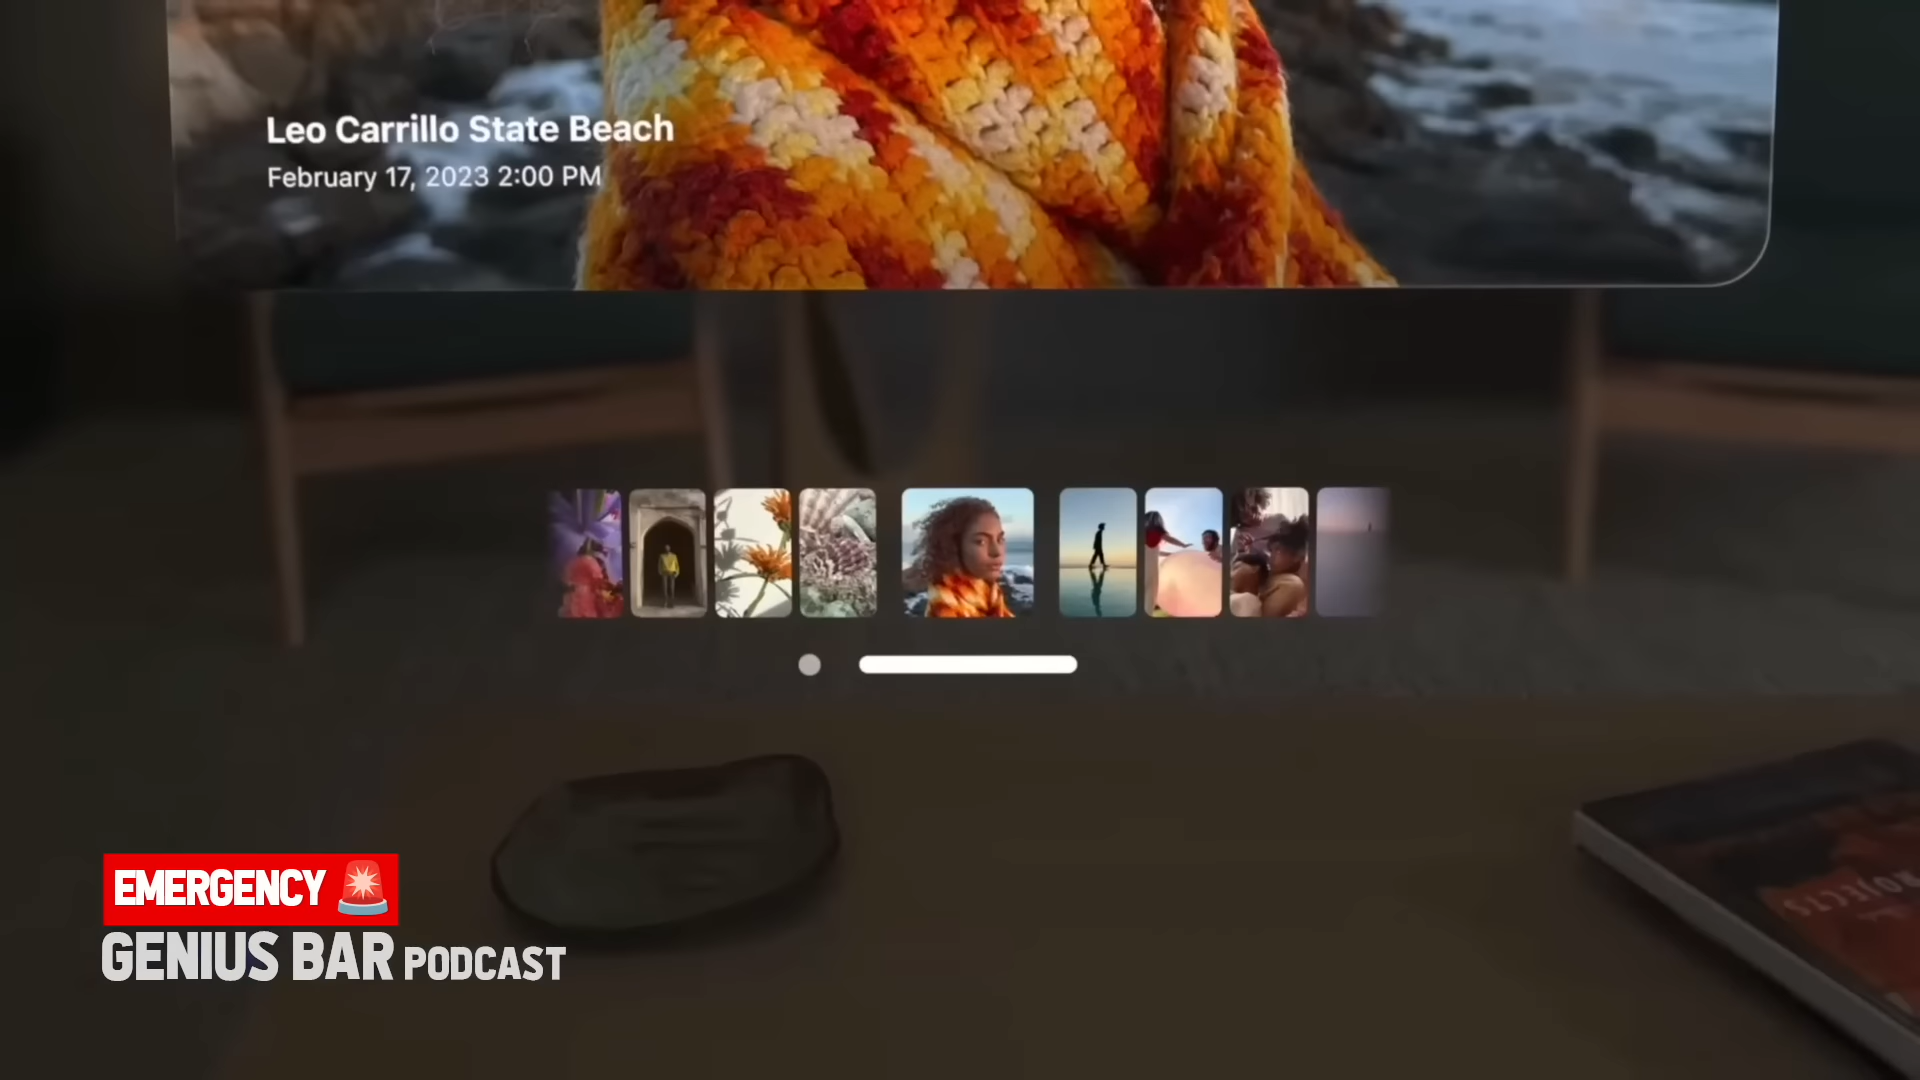 Leo Carrillo State Beach
February 17, 2023 2:00 PM
EMERGENCY
GENIUS BAR PODCAST